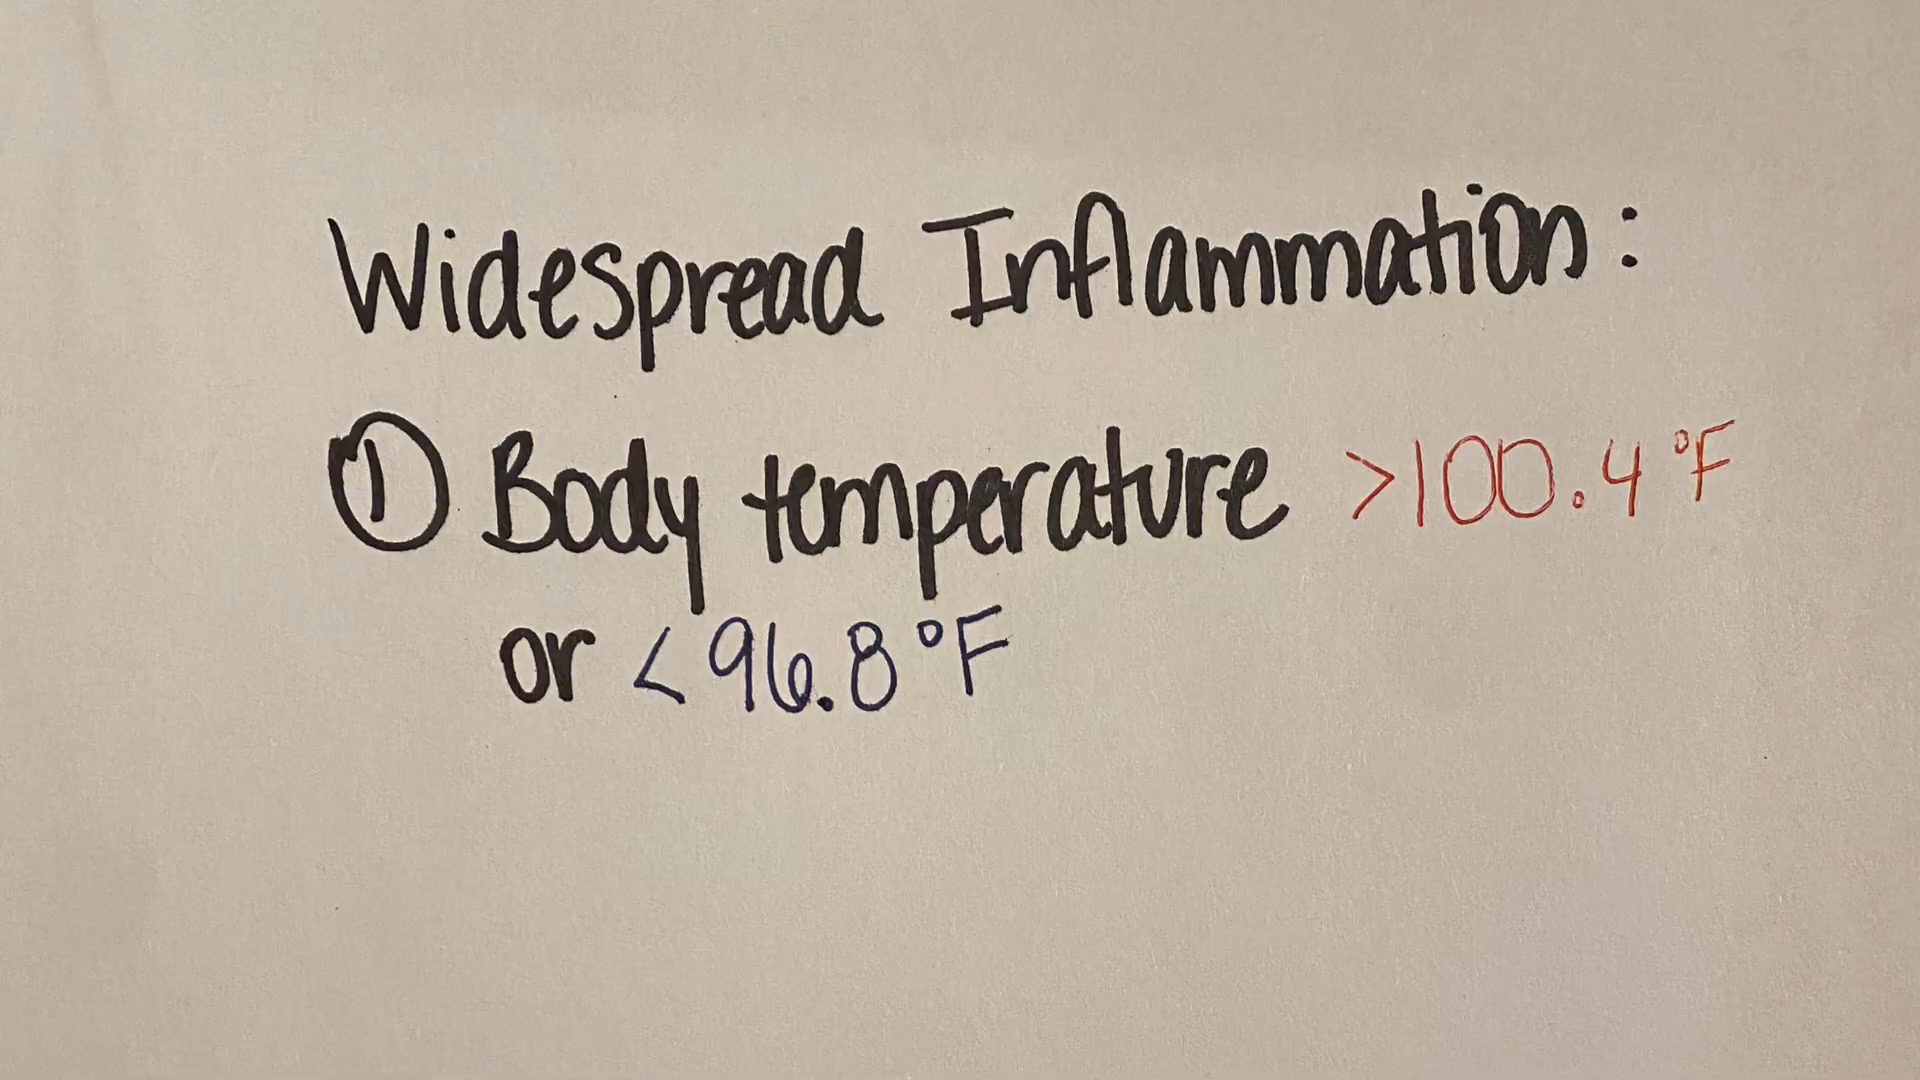 Widespread Inflammation:
① Body temperature >100.4°F
or <96.8°F